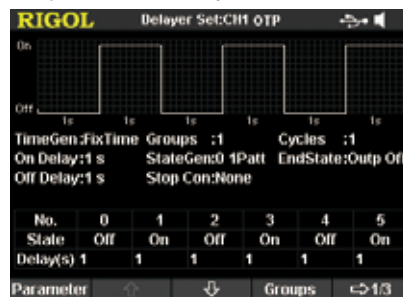 RIGOL Delayer Set:CH1 OTP
On
Off
1s 1s 1s 1s 1s 1s
TimeGen:FixTime Groups :1 Cycles :1
On Delay:1 s StateGen:0 1Patt EndState:Outp Off
Off Delay:1 s Stop Con:None
No. 0 1 2 3 4 5
State Off On Off On Off On
Delay(s) 1 1 1 1 1 1
Parameter Groups 1/3